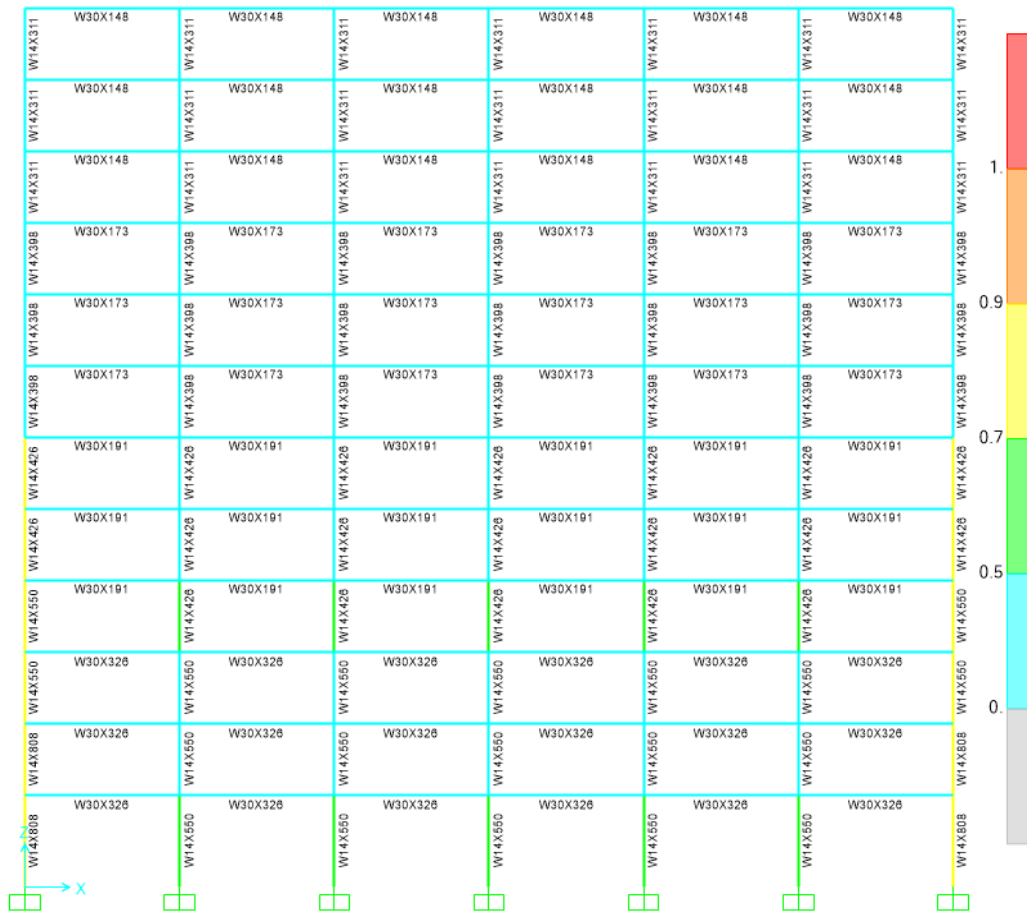 W30X148 W30X148 W30X148 W30X148 W30X148 W30X148
W14X311 W14X311 W14X311 W14X311 W14X311 W14X311 W14X311
W30X148 W30X148 W30X148 W30X148 W30X148 W30X148
W14X311 W14X311 W14X311 W14X311 W14X311 W14X311 W14X311
W30X148 W30X148 W30X148 W30X148 W30X148 W30X148
W14X311 W14X311 W14X311 W14X311 W14X311 W14X311 W14X311 1.
W30X173 W30X173 W30X173 W30X173 W30X173 W30X173
W14X398 W14X398 W14X398 W14X398 W14X398 W14X398 W14X398
W30X173 W30X173 W30X173 W30X173 W30X173 W30X173 0.9
W14X398 W14X398 W14X398 W14X398 W14X398 W14X398 W14X398
W30X173 W30X173 W30X173 W30X173 W30X173 W30X173
W14X398 W14X398 W14X398 W14X398 W14X398 W14X398 W14X398
W30X191 W30X191 W30X191 W30X191 W30X191 W30X191 0.7
W14X426 W14X426 W14X426 W14X426 W14X426 W14X426 W14X426
W30X191 W30X191 W30X191 W30X191 W30X191 W30X191
W14X426 W14X426 W14X426 W14X426 W14X426 W14X426 W14X426
W30X191 W30X191 W30X191 W30X191 W30X191 W30X191 0.5
W14X550 W14X426 W14X426 W14X426 W14X426 W14X426 W14X550
W30X326 W30X326 W30X326 W30X326 W30X326 W30X326
W14X550 W14X550 W14X550 W14X550 W14X550 W14X550 W14X550 0.
W30X326 W30X326 W30X326 W30X326 W30X326 W30X326
W14X808 W14X550 W14X550 W14X550 W14X550 W14X550 W14X808
W30X326 W30X326 W30X326 W30X326 W30X326 W30X326
W14X808 W14X550 W14X550 W14X550 W14X550 W14X550 W14X808
Z
X